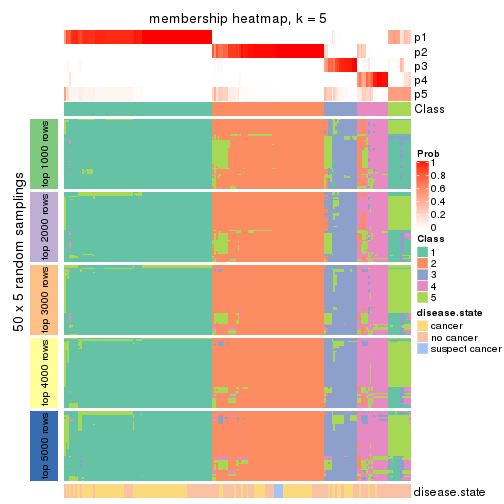 membership heatmap, k = 5
p1
p2
p3
p4
p5
Class
50 x 5 random samplings
top 1000 rows
top 2000 rows
top 3000 rows
top 4000 rows
top 5000 rows
Prob
1
0.8
0.6
0.4
0.2
0
Class
1
2
3
4
5
disease.state
cancer
no cancer
suspect cancer
disease.state